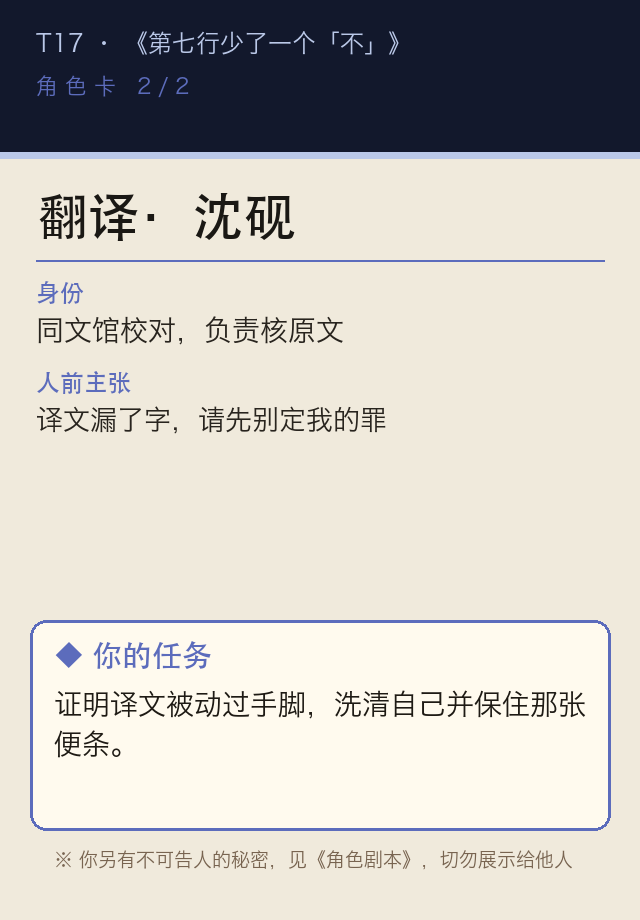 T17 · 《第七行少了一个「不」》
角色卡 2/2
翻译· 沈砚
身份
同文馆校对，负责核原文
人前主张
译文漏了字，请先别定我的罪
◆ 你的任务
证明译文被动过手脚，洗清自己并保住那张
便条。
※ 你另有不可告人的秘密，见《角色剧本》，切勿展示给他人